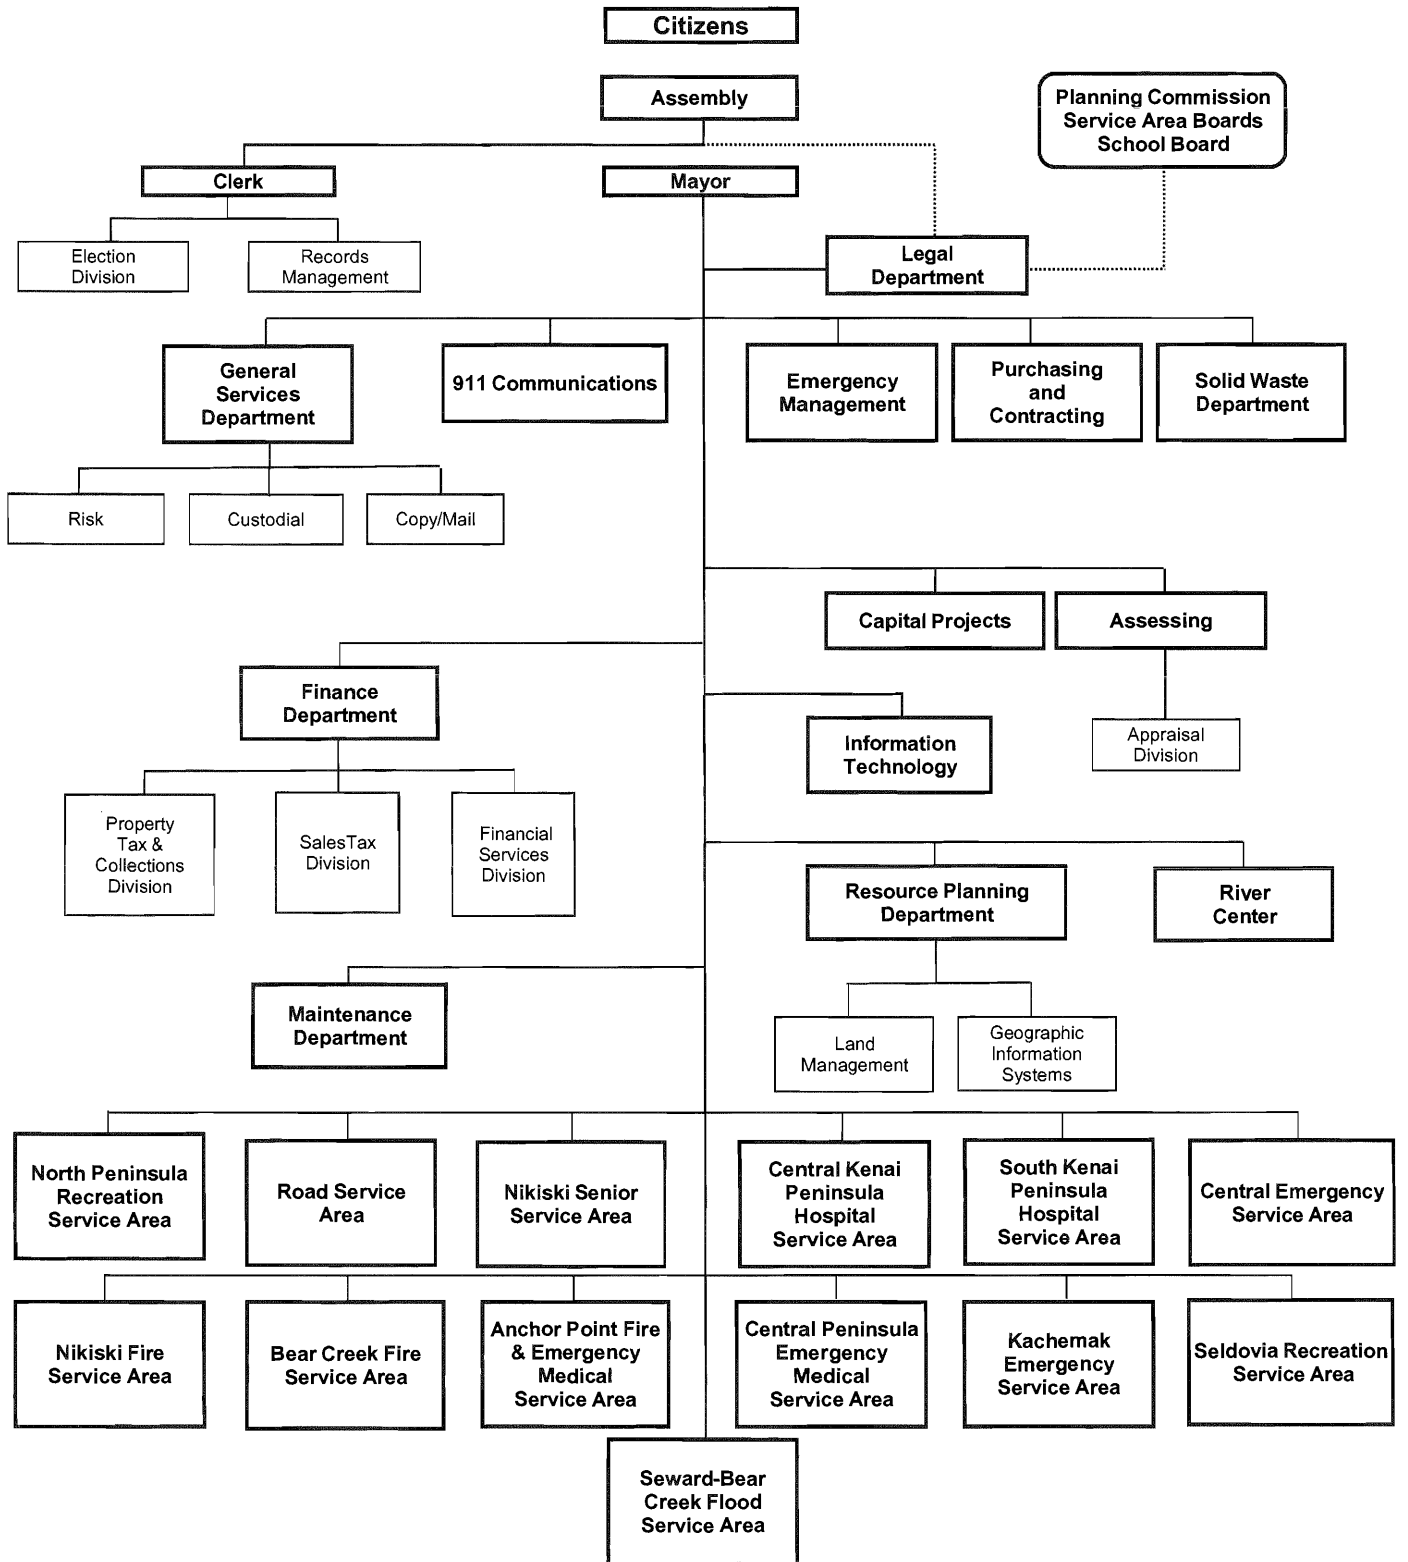 Citizens
Assembly
Planning Commission
Service Area Boards
School Board
Clerk
Mayor
Election
Division
Records
Management
Legal
Department
General
Services
Department
911 Communications
Emergency
Management
Purchasing
and
Contracting
Solid Waste
Department
Risk
Custodial
Copy/Mail
Capital Projects
Assessing
Finance
Department
Information
Technology
Appraisal
Division
Property
Tax &
Collections
Division
SalesTax
Division
Financial
Services
Division
Resource Planning
Department
River
Center
Maintenance
Department
Land
Management
Geographic
Information
Systems
North Peninsula
Recreation
Service Area
Road Service
Area
Nikiski Senior
Service Area
Central Kenai
Peninsula
Hospital
Service Area
South Kenai
Peninsula
Hospital
Service Area
Central Emergency
Service Area
Nikiski Fire
Service Area
Bear Creek Fire
Service Area
Anchor Point Fire
& Emergency
Medical
Service Area
Central Peninsula
Emergency
Medical
Service Area
Kachemak
Emergency
Service Area
Seldovia Recreation
Service Area
Seward-Bear
Creek Flood
Service Area